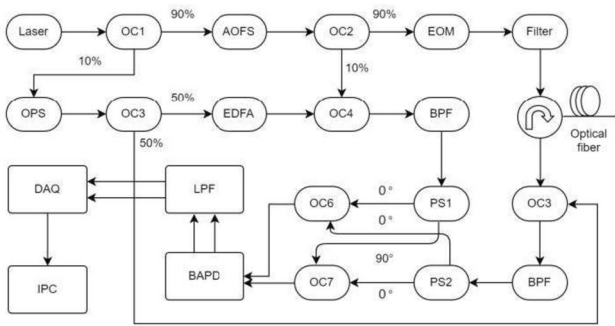 90%
90%
Laser
OC1
AOFS
OC2
EOM
Filter
10%
10%
OPS
OC3
50%
EDFA
OC4
BPF
Optical
fiber
50%
DAQ
LPF
OC6
0°
PS1
OC3
0°
90°
IPC
BAPD
OC7
0°
PS2
BPF